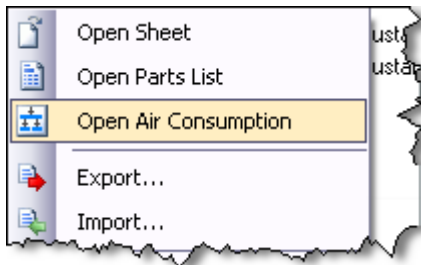 Open Sheet
Open Parts List
Open Air Consumption
Export...
Import...